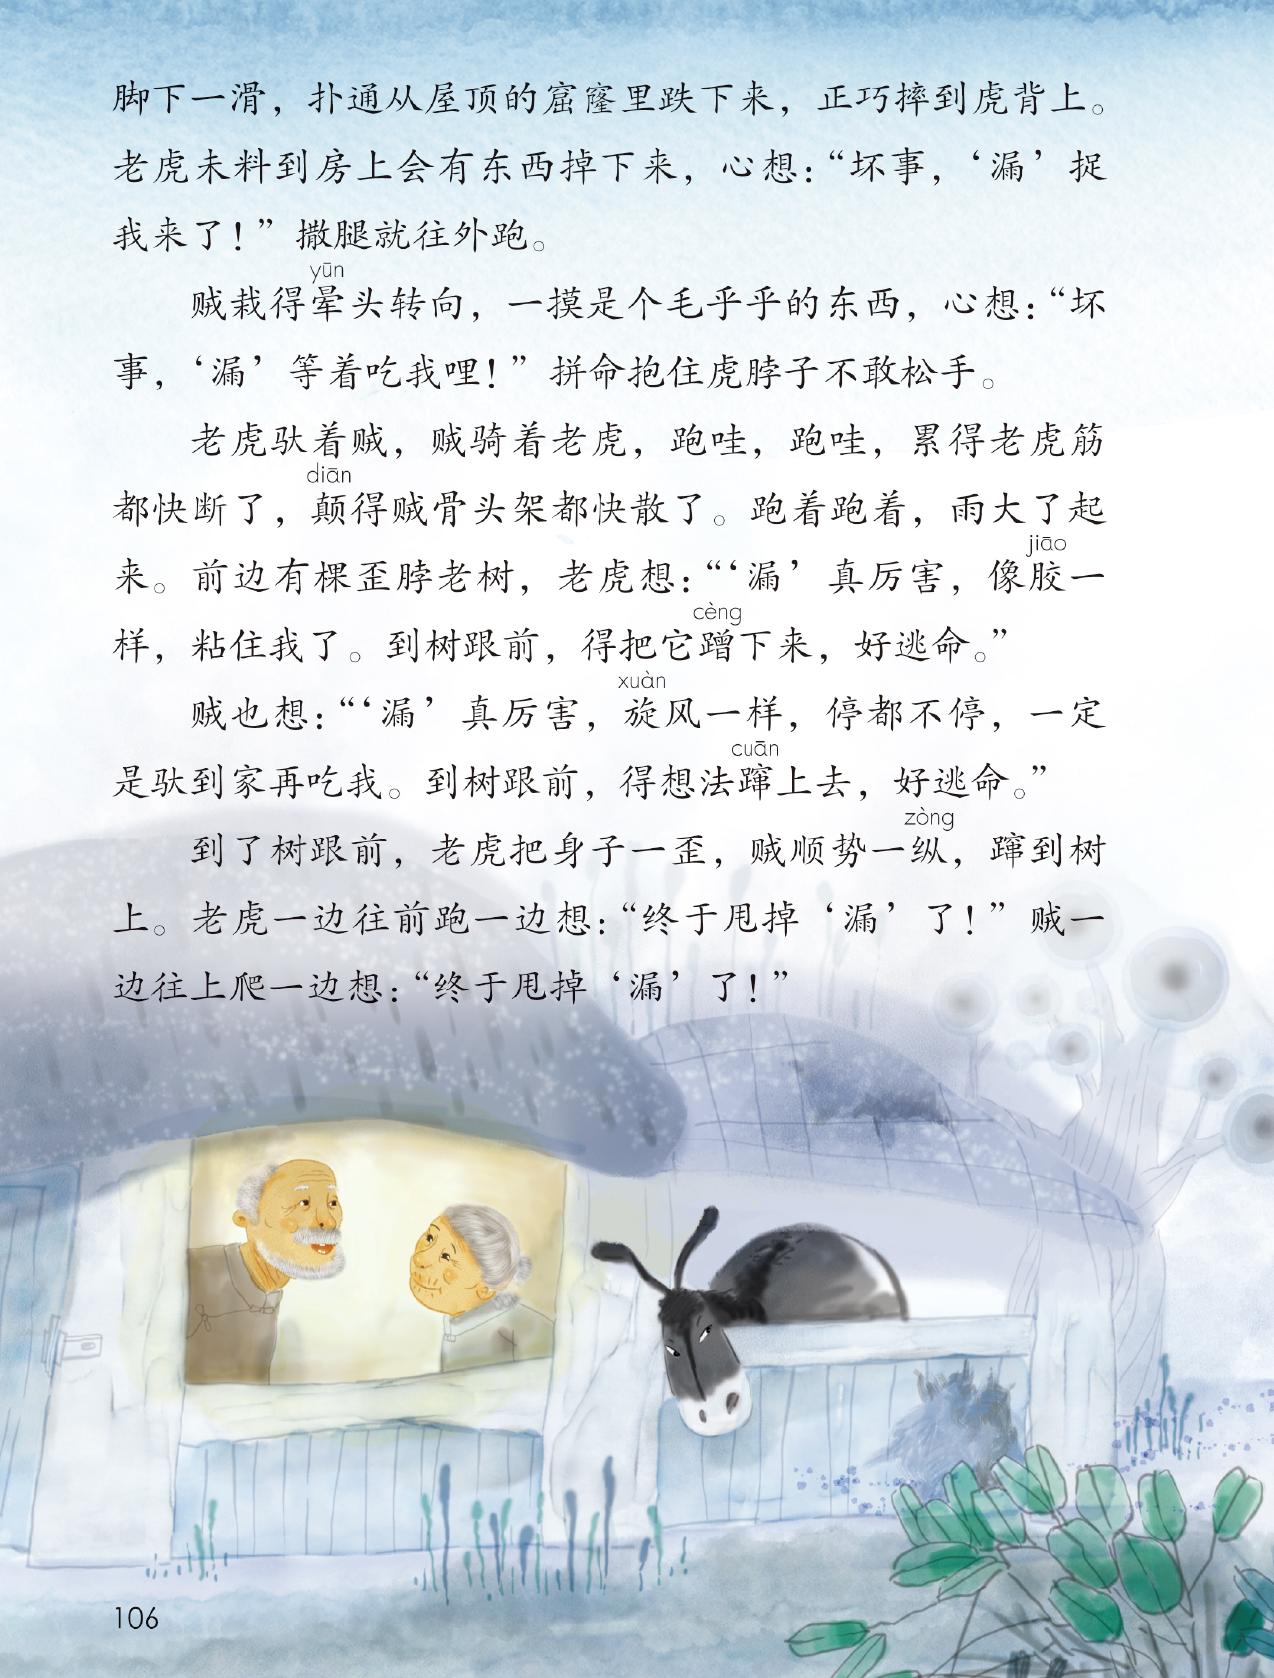 脚下一滑，扑通从屋顶的窟窿里跌下来，正巧摔到虎背上。
老虎未料到房上会有东西掉下来，心想：“坏事，‘漏’捉
我来了！”撒腿就往外跑。
yūn
贼栽得晕头转向，一摸是个毛乎乎的东西，心想：“坏
事，‘漏’等着吃我哩！”拼命抱住虎脖子不敢松手。
老虎驮着贼，贼骑着老虎，跑哇，跑哇，累得老虎筋
diān
都快断了，颠得贼骨头架都快散了。跑着跑着，雨大了起
jiāo
来。前边有棵歪脖老树，老虎想：“‘漏’真厉害，像胶一
cèng
样，粘住我了。到树跟前，得把它蹭下来，好逃命。”
xuàn
贼也想：“‘漏’真厉害，旋风一样，停都不停，一定
cuān
是驮到家再吃我。到树跟前，得想法蹿上去，好逃命。”
zòng
到了树跟前，老虎把身子一歪，贼顺势一纵，蹿到树
上。老虎一边往前跑一边想：“终于甩掉‘漏’了！”贼一
边往上爬一边想：“终于甩掉‘漏’了！”
106